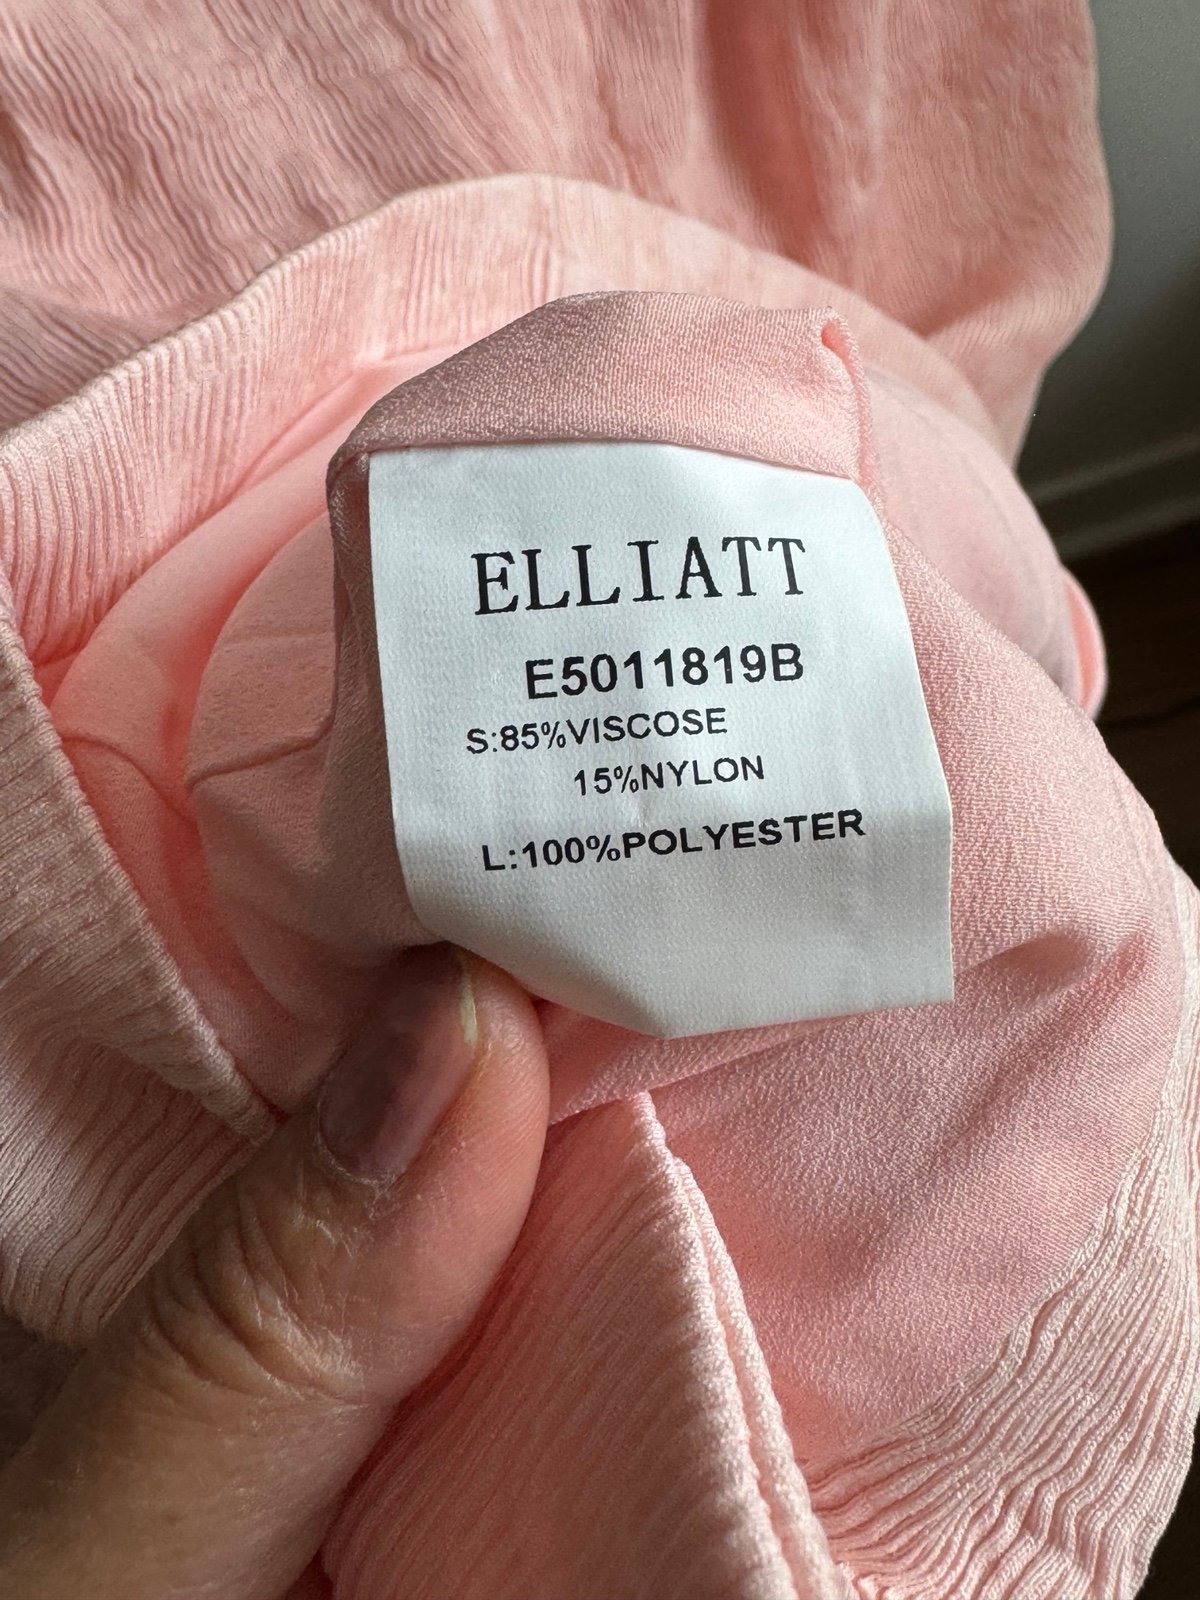 ELLIATT
E5011819B
S:85%VISCOSE
15%NYLON
L:100%POLYESTER